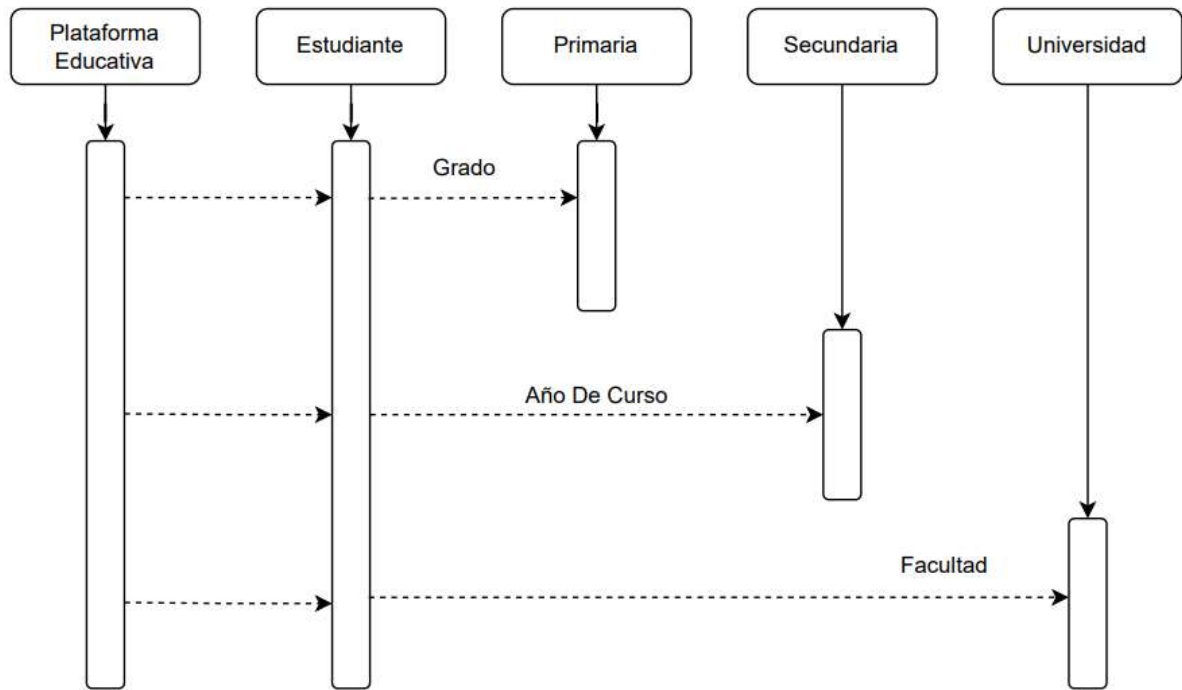 Plataforma
Educativa
Estudiante
Primaria
Secundaria
Universidad
Grado
Año De Curso
Facultad